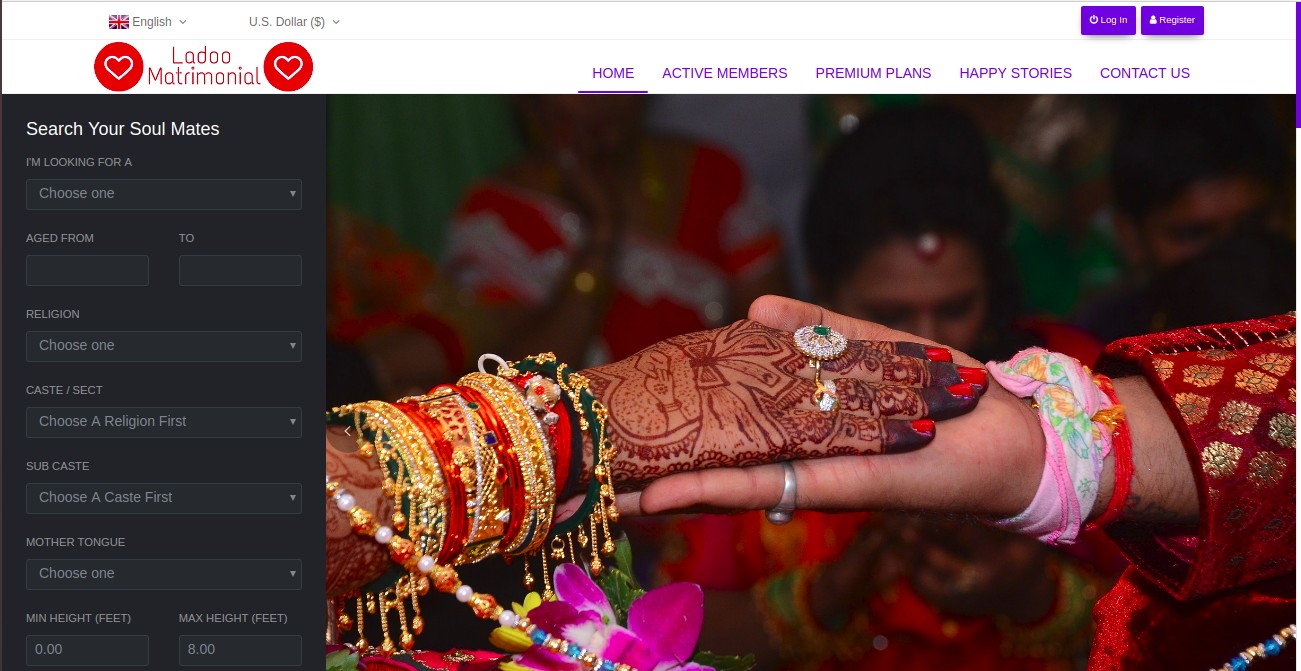 English
U.S. Dollar ($)
Log In
Register
Ladoo
Matrimonial
HOME
ACTIVE MEMBERS
PREMIUM PLANS
HAPPY STORIES
CONTACT US
Search Your Soul Mates
I'M LOOKING FOR A
Choose one
AGED FROM
TO
RELIGION
Choose one
CASTE / SECT
Choose A Religion First
SUB CASTE
Choose A Caste First
MOTHER TONGUE
Choose one
MIN HEIGHT (FEET)
MAX HEIGHT (FEET)
0.00
8.00